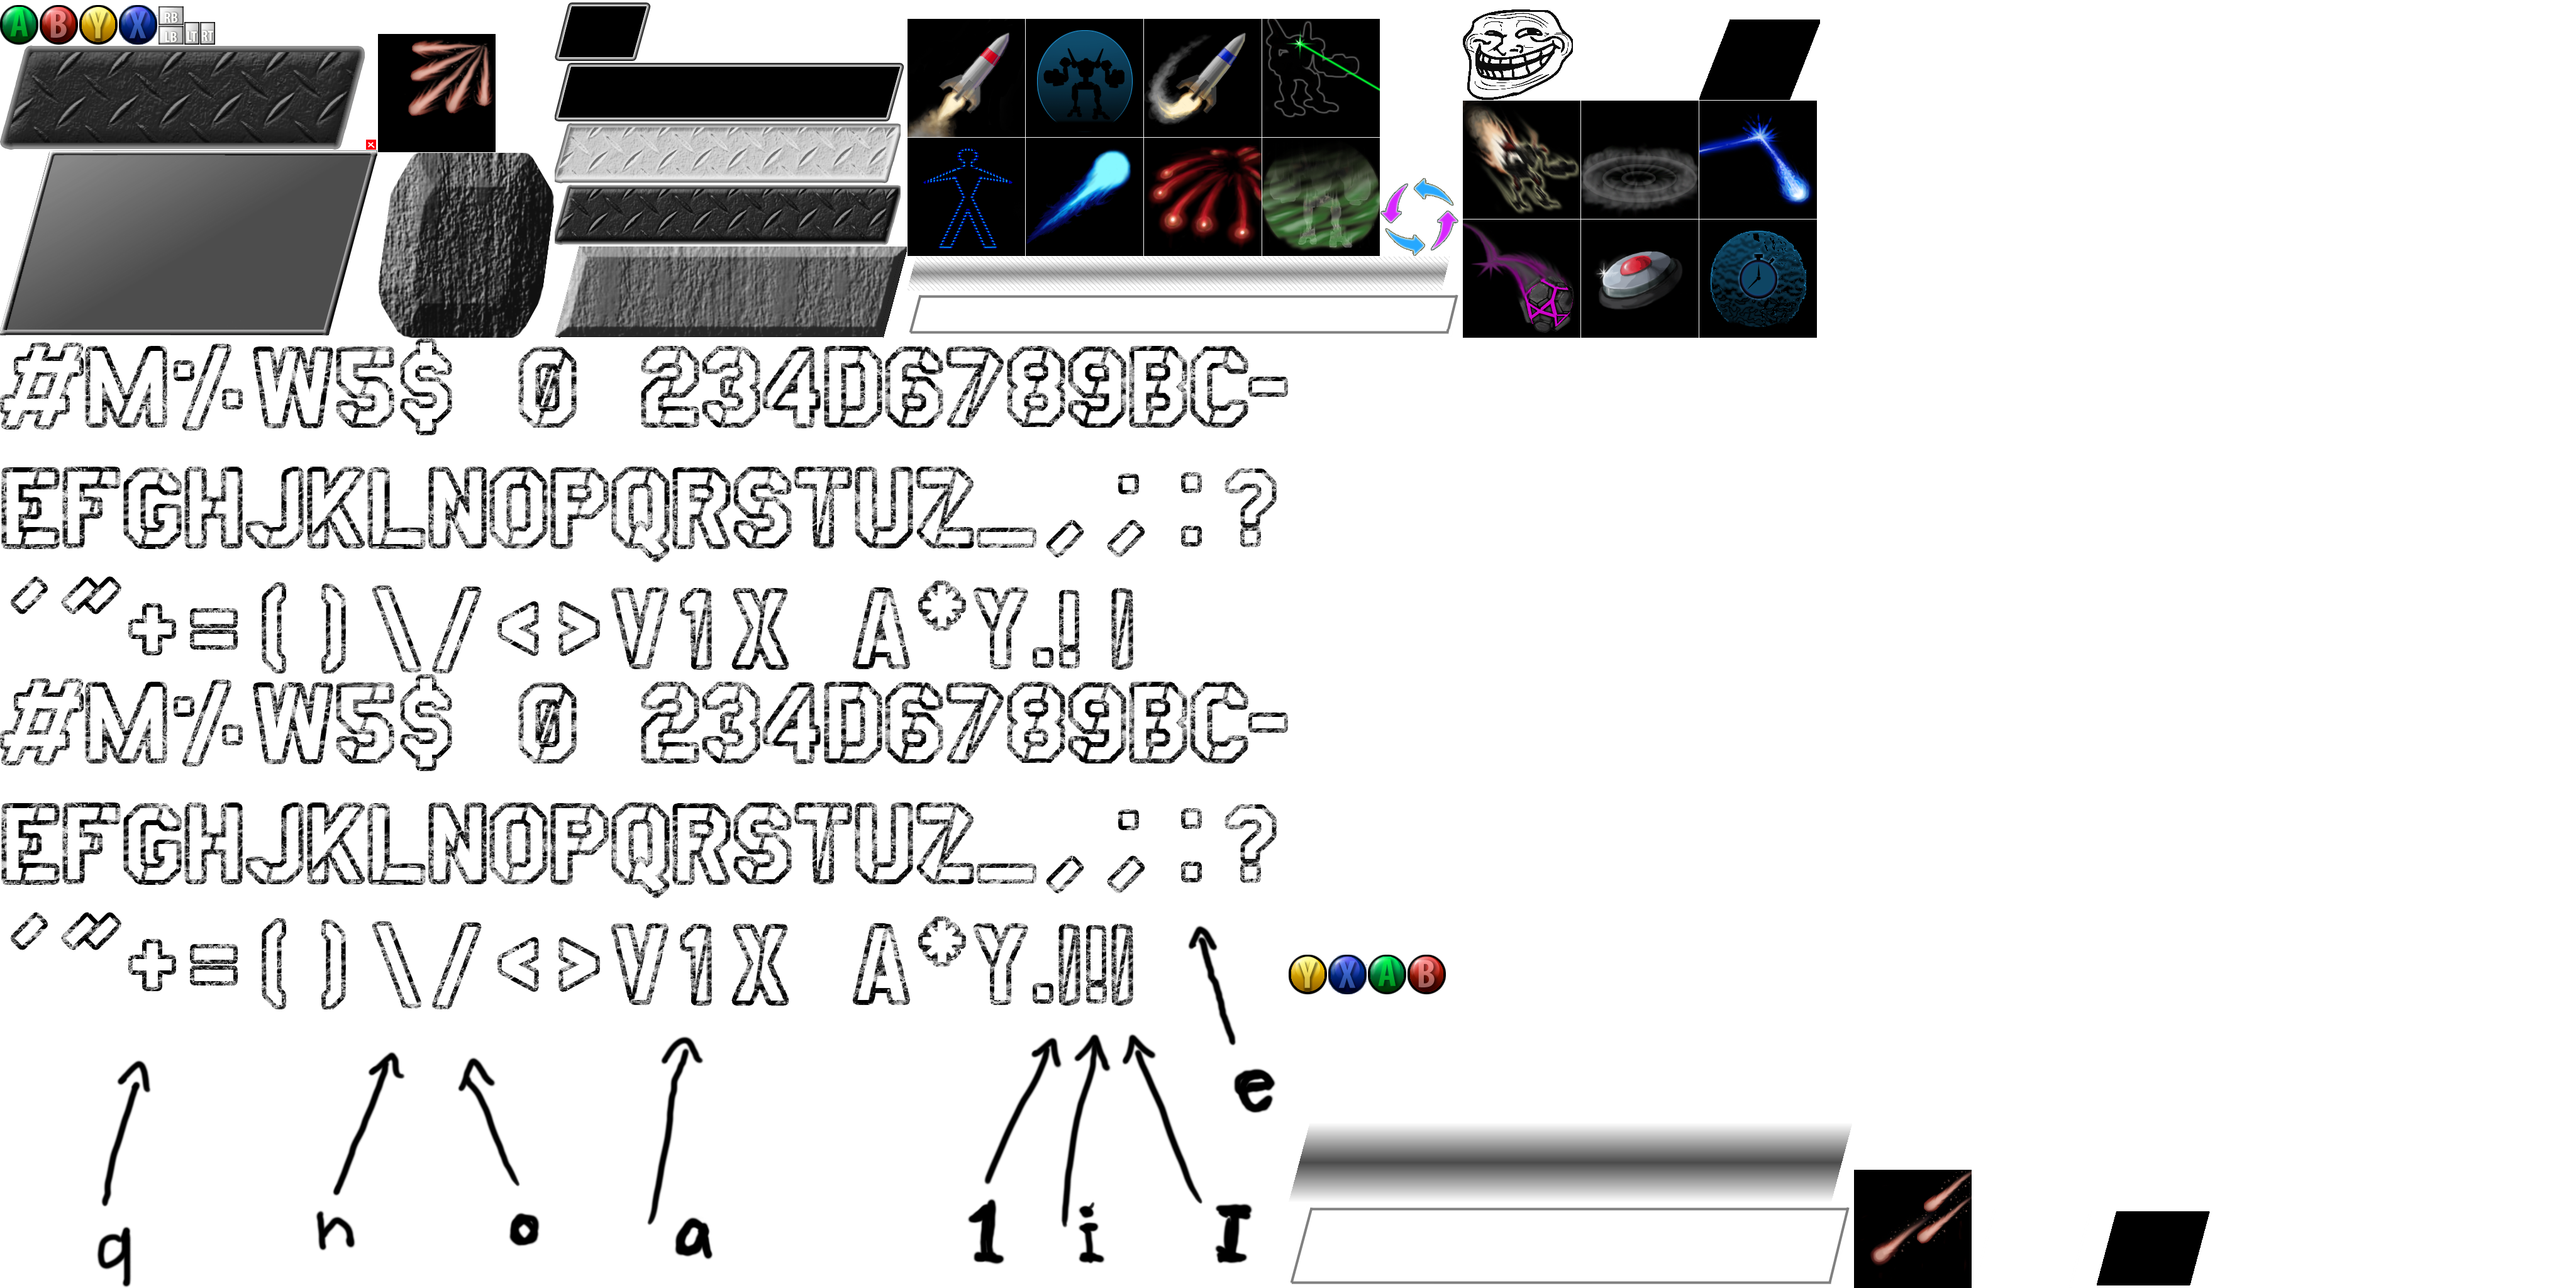 A B Y X RB
LB LT RT
#M%W5$ 0 234D6789BC-
EFGHJKLNOPQRSTUZ_,;:?
'"+=()\/<>V1X A*Y.!I
#M%W5$ 0 234D6789BC-
EFGHJKLNOPQRSTUZ_,;:?
'"+=()\/<>V1X A*Y.I!I
Y X A B
e
q n o a 1 i I